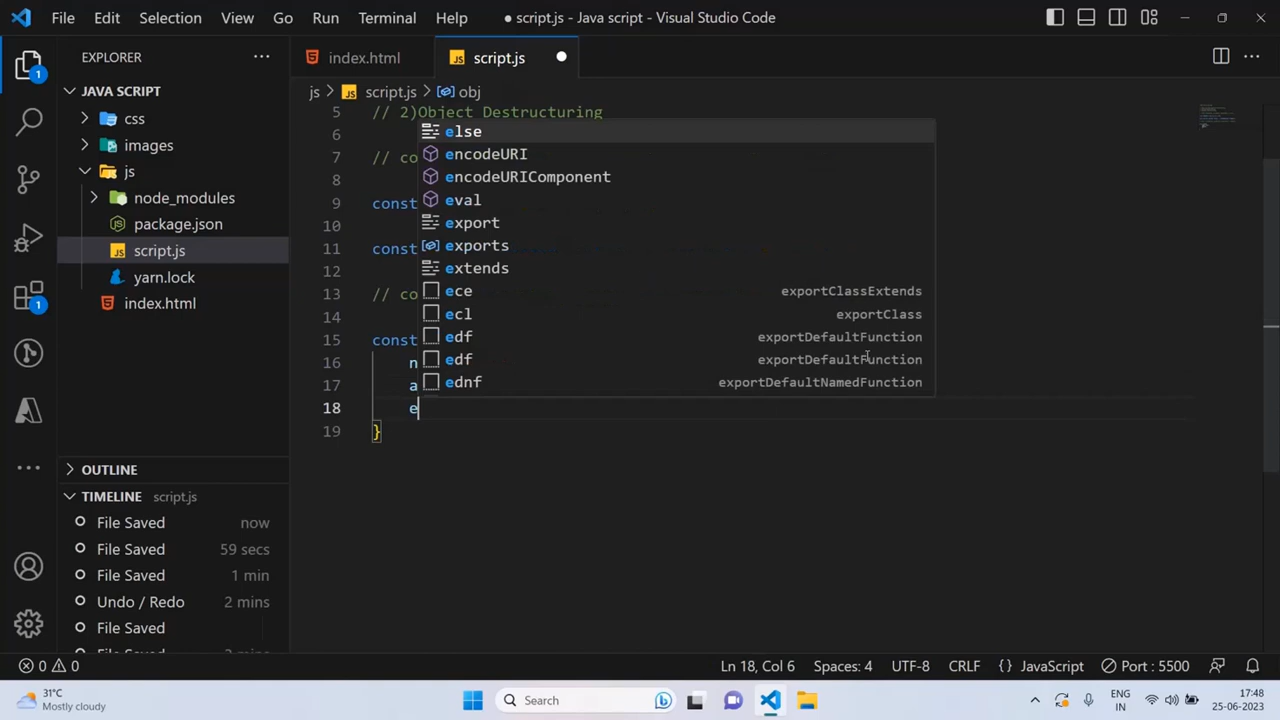 File Edit Selection View Go Run Terminal Help ● script.js - Java script - Visual Studio Code
EXPLORER
JAVA SCRIPT
css
images
js
node_modules
package.json
script.js
yarn.lock
index.html
OUTLINE
TIMELINE script.js
File Saved now
File Saved 59 secs
File Saved 1 min
Undo / Redo 2 mins
File Saved
1
1
index.html
JS script.js
js > JS script.js > obj
5 // 2)Object Destructuring
6
7 // co
8
9 const
10
11 const
12
13 // co
14
15 const
16 n
17 a
18 e
19 }
else
encodeURI
encodeURIComponent
eval
export
exports
extends
ece exportClassExtends
ecl exportClass
edf exportDefaultFunction
edf exportDefaultFunction
ednf exportDefaultNamedFunction
0 0 Ln 18, Col 6 Spaces: 4 UTF-8 CRLF {} JavaScript Port : 5500
31°C
Mostly cloudy
Search
ENG
IN
17:48
25-06-2023